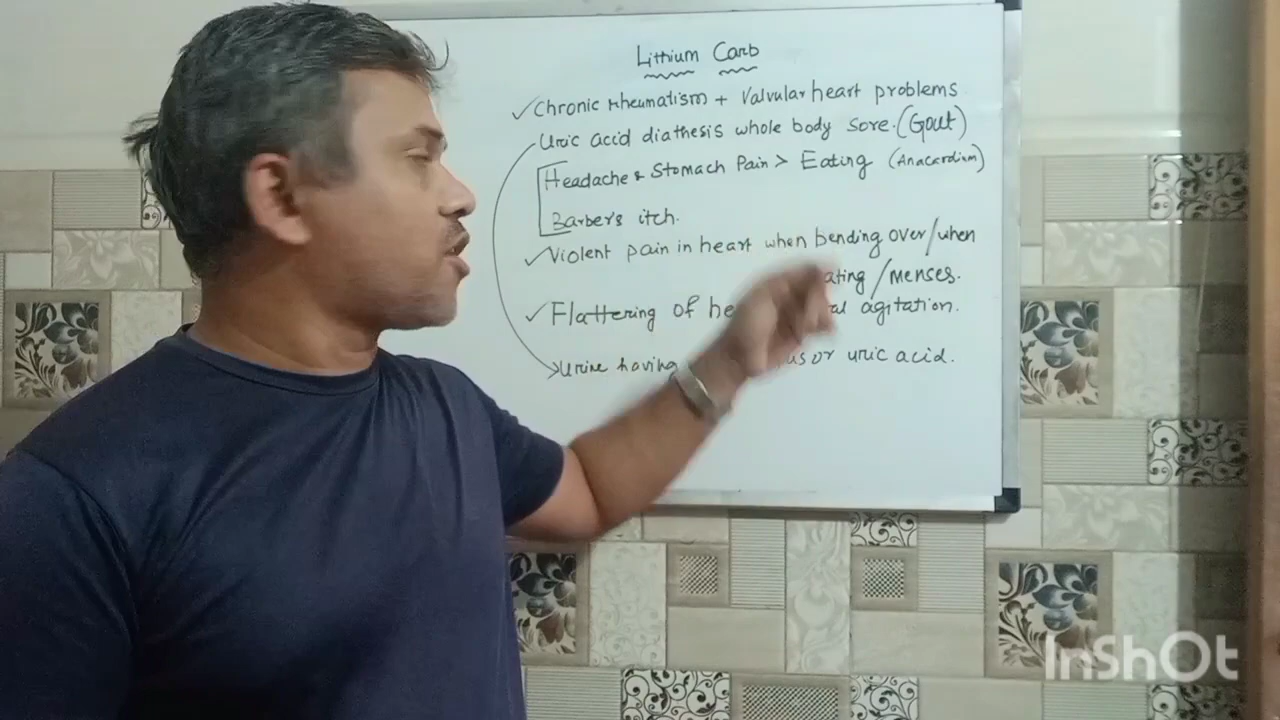 Lithium Carb
Chronic rheumatism + Valvular heart problems
Uric acid diathesis whole body sore. (Gout)
Headache & Stomach Pain > Eating (Anacardium)
Barbers itch.
Violent pain in heart when bending over/when
ating/menses.
Flattering of he al agitation.
Urine having us or uric acid.
InShOt